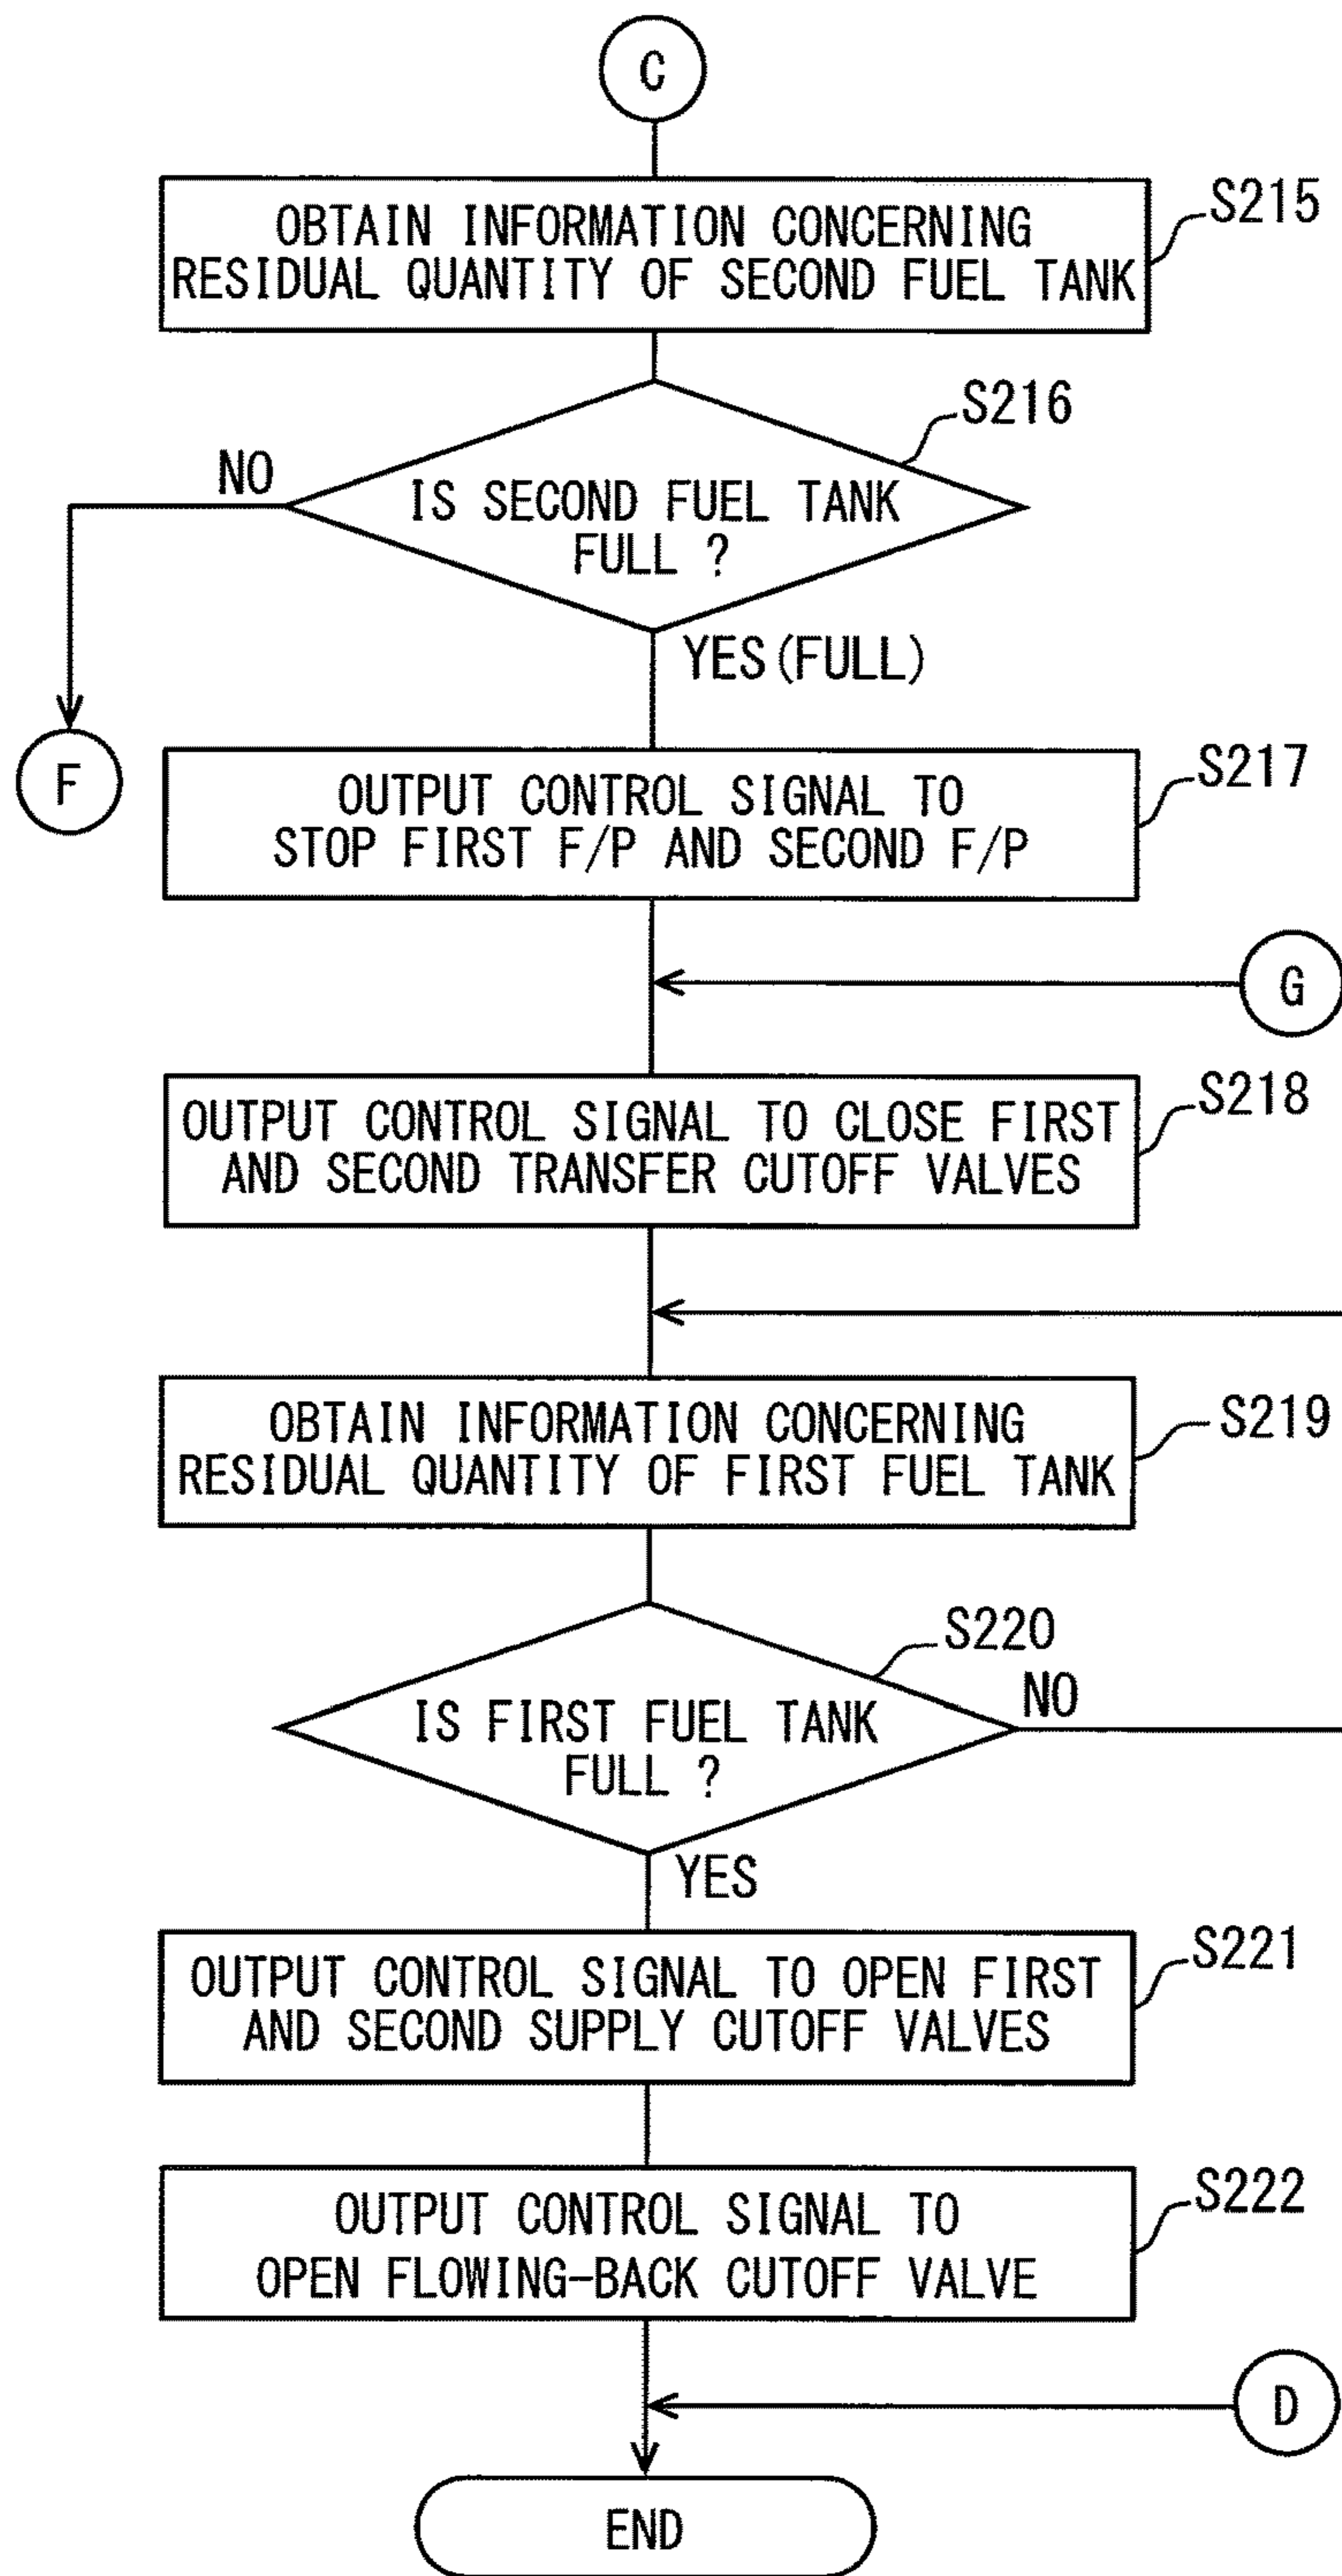 C
OBTAIN INFORMATION CONCERNING
RESIDUAL QUANTITY OF SECOND FUEL TANK
S215
S216
NO
IS SECOND FUEL TANK
FULL ?
YES(FULL)
F
OUTPUT CONTROL SIGNAL TO
STOP FIRST F/P AND SECOND F/P
S217
G
OUTPUT CONTROL SIGNAL TO CLOSE FIRST
AND SECOND TRANSFER CUTOFF VALVES
S218
OBTAIN INFORMATION CONCERNING
RESIDUAL QUANTITY OF FIRST FUEL TANK
S219
S220
IS FIRST FUEL TANK
FULL ?
NO
YES
OUTPUT CONTROL SIGNAL TO OPEN FIRST
AND SECOND SUPPLY CUTOFF VALVES
S221
OUTPUT CONTROL SIGNAL TO
OPEN FLOWING-BACK CUTOFF VALVE
S222
D
END